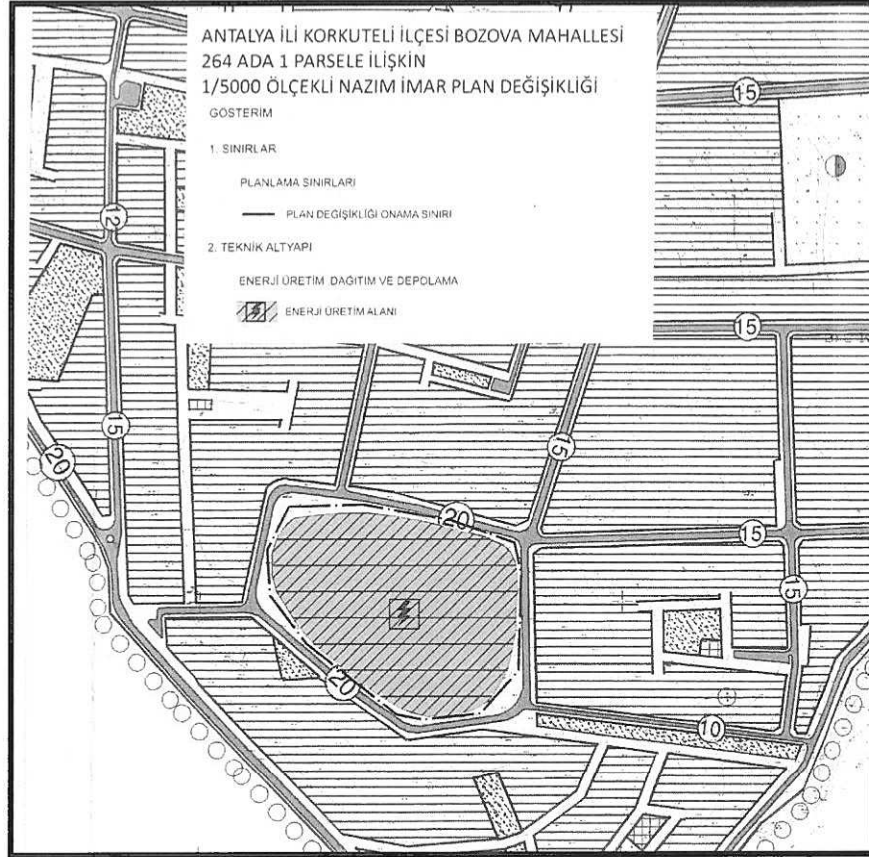 ANTALYA İLİ KORKUTELİ İLÇESİ BOZOVA MAHALLESİ
264 ADA 1 PARSELE İLİŞKİN
1/5000 ÖLÇEKLİ NAZIM İMAR PLAN DEĞİŞİKLİĞİ
GÖSTERİM
1. SINIRLAR
PLANLAMA SINIRLARI
PLAN DEĞİŞİKLİĞİ ONAMA SINIRI
2. TEKNİK ALTYAPI
ENERJİ ÜRETİM DAĞITIM VE DEPOLAMA
ENERJİ ÜRETİM ALANI
15
12
15
15
20
15
20
15
15
20
10